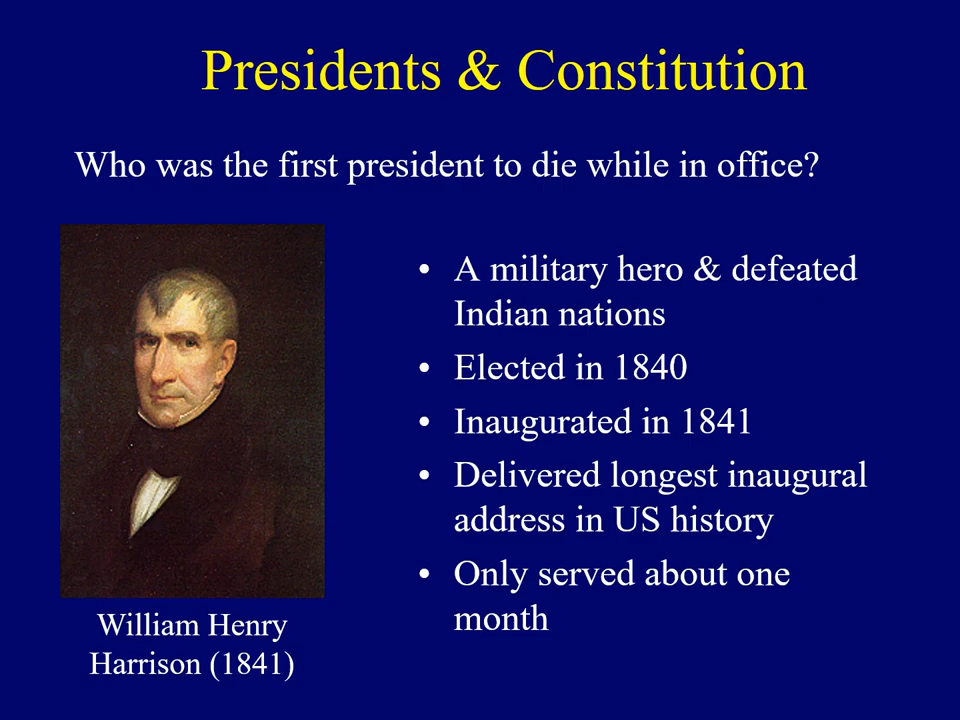 Presidents & Constitution
Who was the first president to die while in office?
• A military hero & defeated
Indian nations
• Elected in 1840
• Inaugurated in 1841
• Delivered longest inaugural
address in US history
• Only served about one
month
William Henry
Harrison (1841)